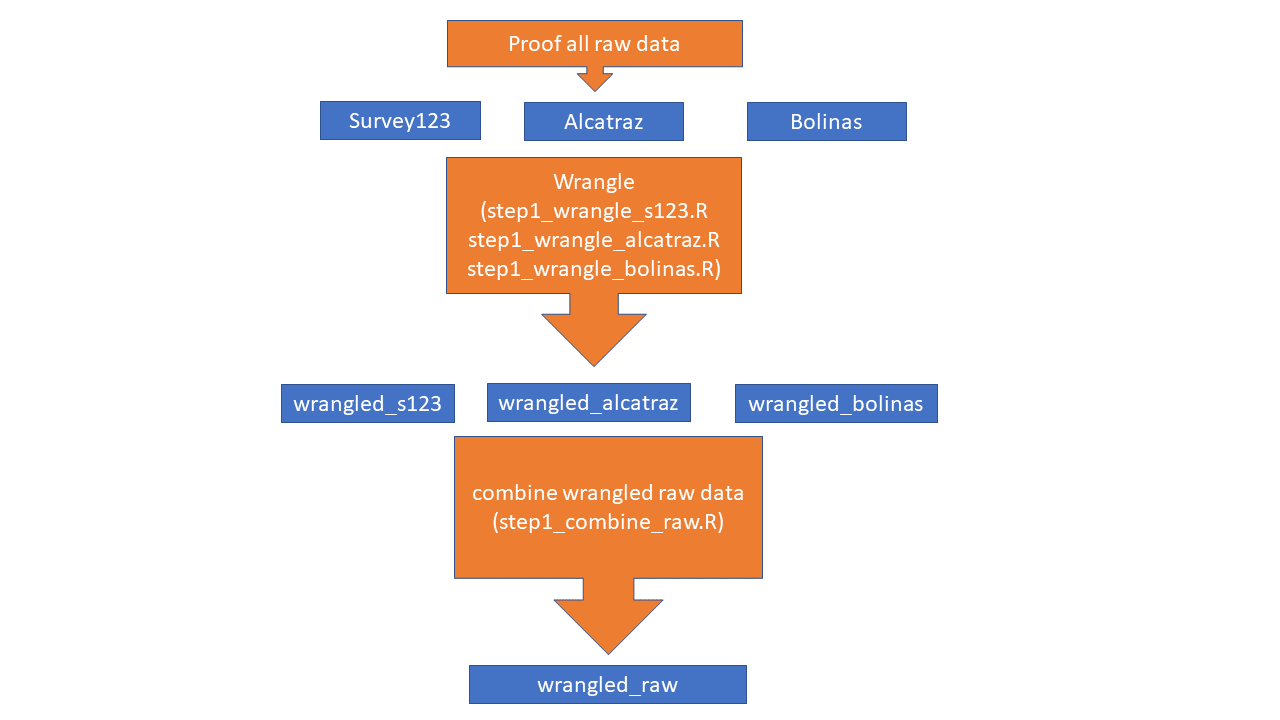 Proof all raw data
Survey123
Alcatraz
Bolinas
Wrangle
(step1_wrangle_s123.R
step1_wrangle_alcatraz.R
step1_wrangle_bolinas.R)
wrangled_s123
wrangled_alcatraz
wrangled_bolinas
combine wrangled raw data
(step1_combine_raw.R)
wrangled_raw